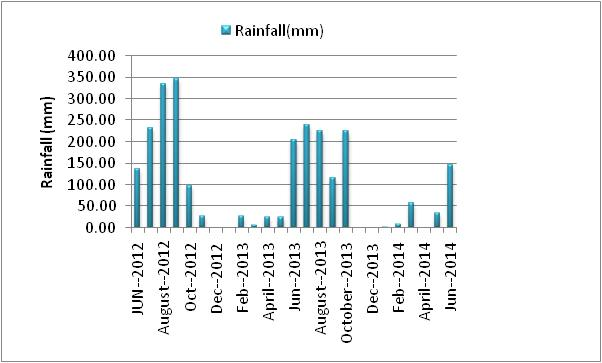 Rainfall(mm)
Rainfall (mm)
400.00
350.00
300.00
250.00
200.00
150.00
100.00
50.00
0.00
JUN--2012
August--2012
Oct--2012
Dec--2012
Feb--2013
April--2013
Jun--2013
August--2013
October--2013
Dec--2013
Feb--2014
April--2014
Jun--2014